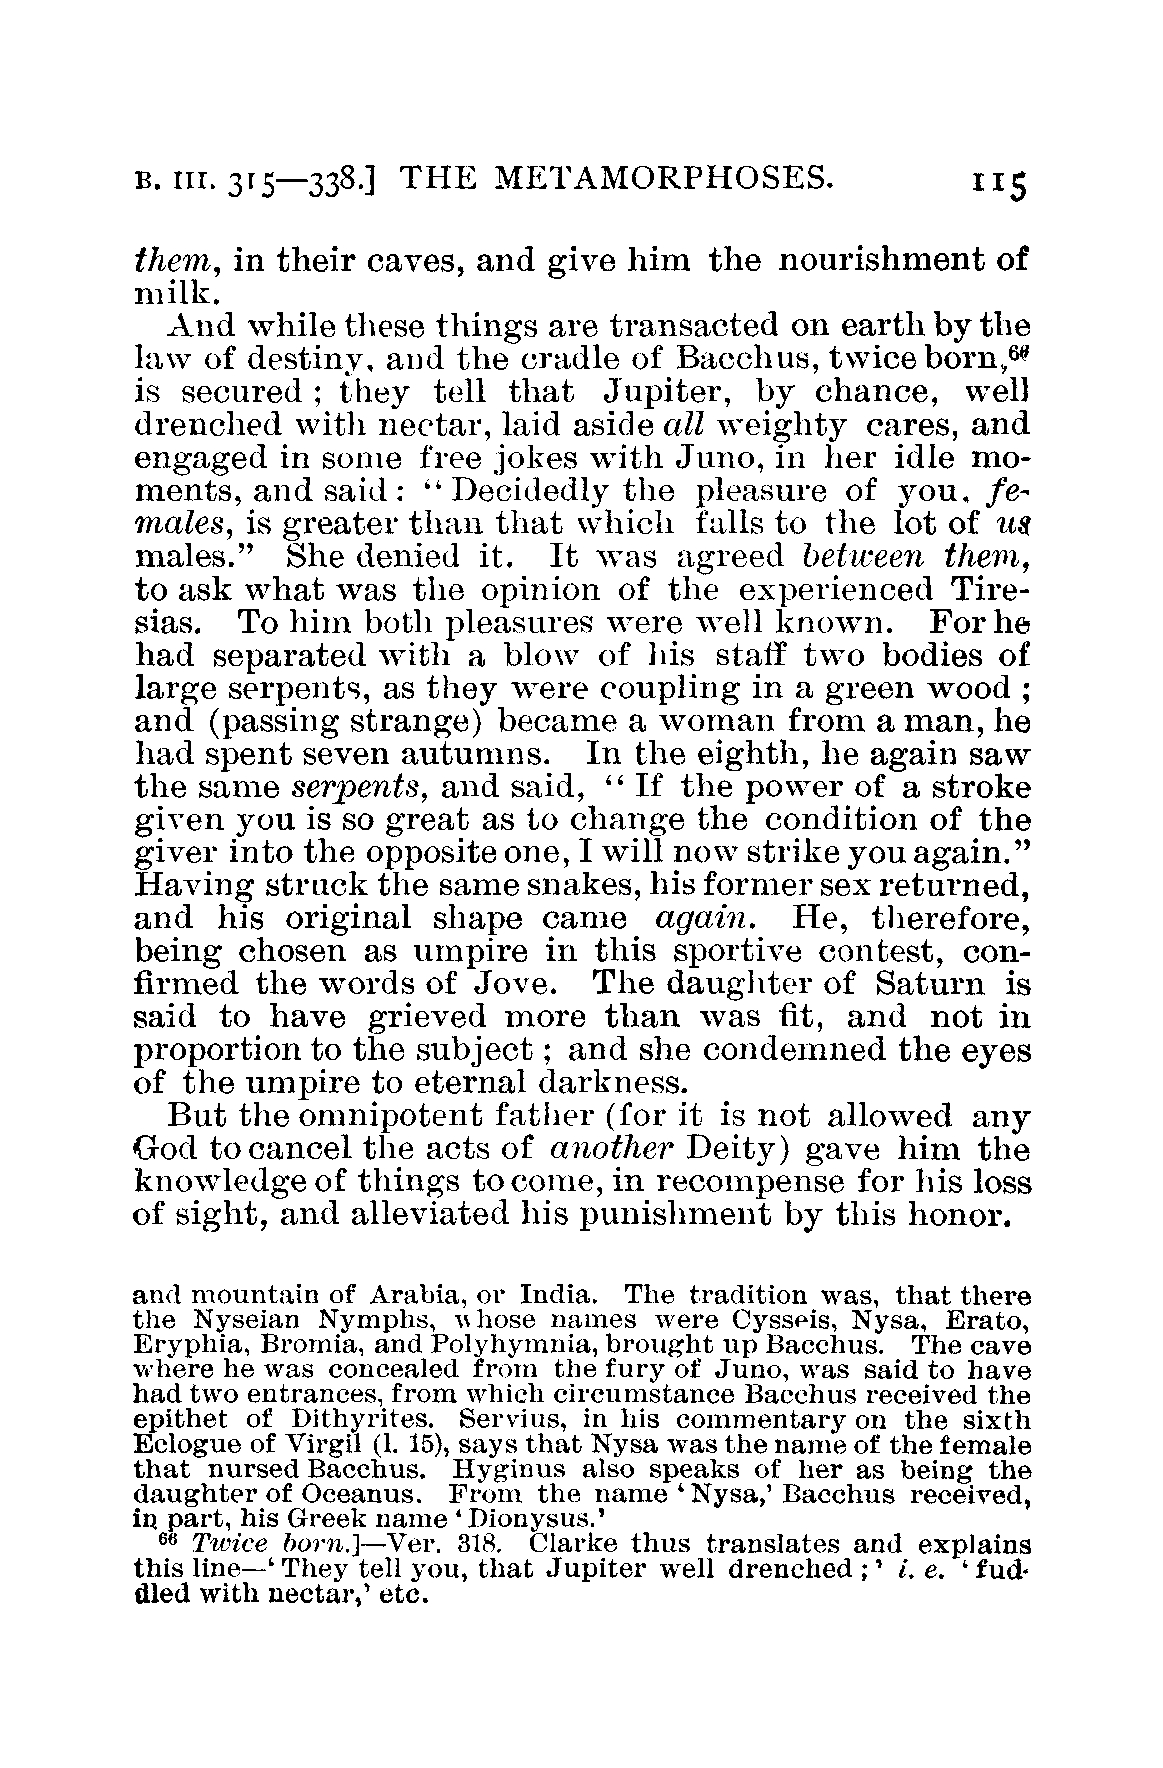 B. III. 315—338.] THE METAMORPHOSES. 115
them, in their caves, and give him the nourishment of
milk.
And while these things are transacted on earth by the
law of destiny, and the cradle of Bacchus, twice born,⁶⁶
is secured ; they tell that Jupiter, by chance, well
drenched with nectar, laid aside all weighty cares, and
engaged in some free jokes with Juno, in her idle mo-
ments, and said : “ Decidedly the pleasure of you, fe-
males, is greater than that which falls to the lot of us
males.” She denied it. It was agreed between them,
to ask what was the opinion of the experienced Tire-
sias. To him both pleasures were well known. For he
had separated with a blow of his staff two bodies of
large serpents, as they were coupling in a green wood ;
and (passing strange) became a woman from a man, he
had spent seven autumns. In the eighth, he again saw
the same serpents, and said, “ If the power of a stroke
given you is so great as to change the condition of the
giver into the opposite one, I will now strike you again.”
Having struck the same snakes, his former sex returned,
and his original shape came again. He, therefore,
being chosen as umpire in this sportive contest, con-
firmed the words of Jove. The daughter of Saturn is
said to have grieved more than was fit, and not in
proportion to the subject ; and she condemned the eyes
of the umpire to eternal darkness.
But the omnipotent father (for it is not allowed any
God to cancel the acts of another Deity) gave him the
knowledge of things to come, in recompense for his loss
of sight, and alleviated his punishment by this honor.
and mountain of Arabia, or India. The tradition was, that there
the Nyseian Nymphs, whose names were Cysseis, Nysa, Erato,
Eryphia, Bromia, and Polyhymnia, brought up Bacchus. The cave
where he was concealed from the fury of Juno, was said to have
had two entrances, from which circumstance Bacchus received the
epithet of Dithyrites. Servius, in his commentary on the sixth
Eclogue of Virgil (l. 15), says that Nysa was the name of the female
that nursed Bacchus. Hyginus also speaks of her as being the
daughter of Oceanus. From the name ‘ Nysa,’ Bacchus received,
in part, his Greek name ‘ Dionysus.’
⁶⁶ Twice born.]—Ver. 318. Clarke thus translates and explains
this line—‘ They tell you, that Jupiter well drenched ; ’ i. e. ‘ fud-
dled with nectar,’ etc.